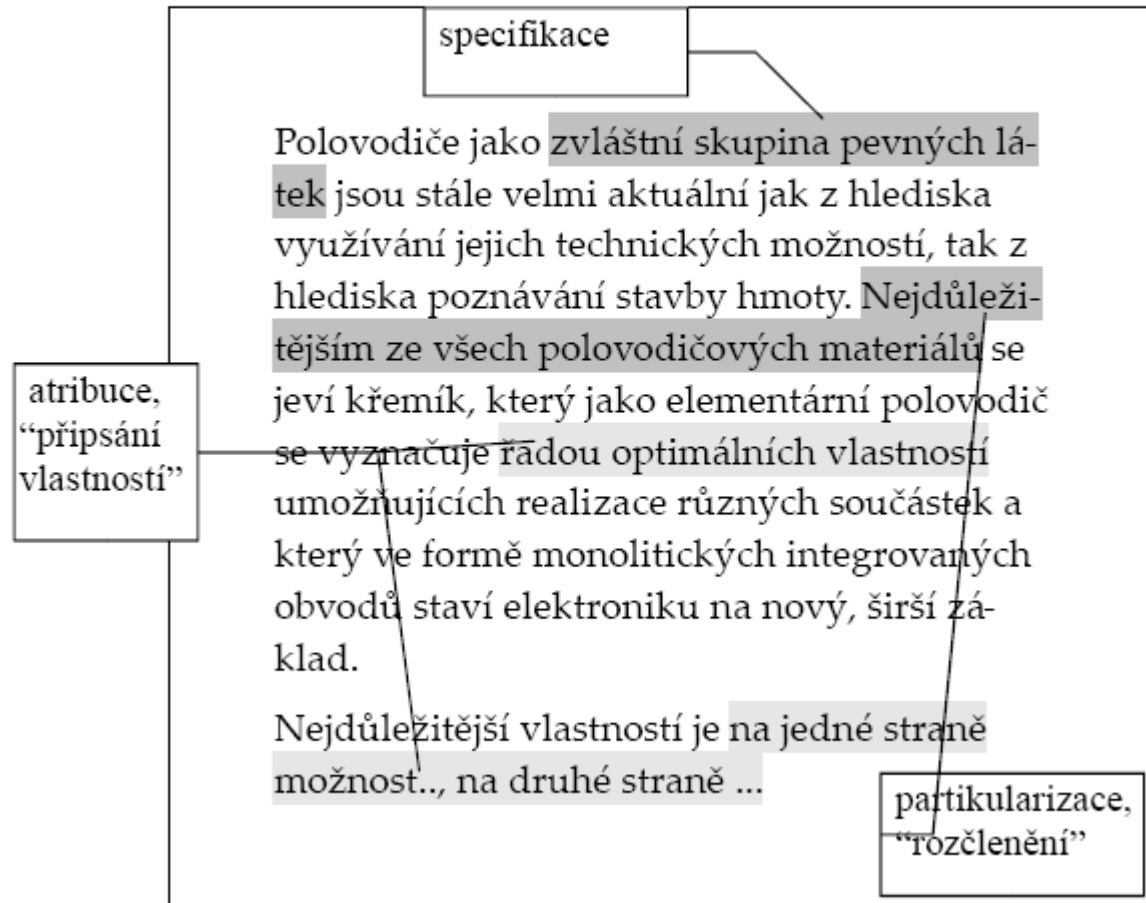 specifikace
Polovodiče jako zvláštní skupina pevných lá-
tek jsou stále velmi aktuální jak z hlediska
využívání jejich technických možností, tak z
hlediska poznávání stavby hmoty. Nejdůleži-
tějším ze všech polovodičových materiálů se
jeví křemík, který jako elementární polovodič
se vyznačuje řadou optimálních vlastností
umožňujících realizace různých součástek a
který ve formě monolitických integrovaných
obvodů staví elektroniku na nový, širší zá-
klad.
atribuce,
“připsání
vlastností”
Nejdůležitější vlastností je na jedné straně
možnost.., na druhé straně ...
partikularizace,
“rozčlenění”